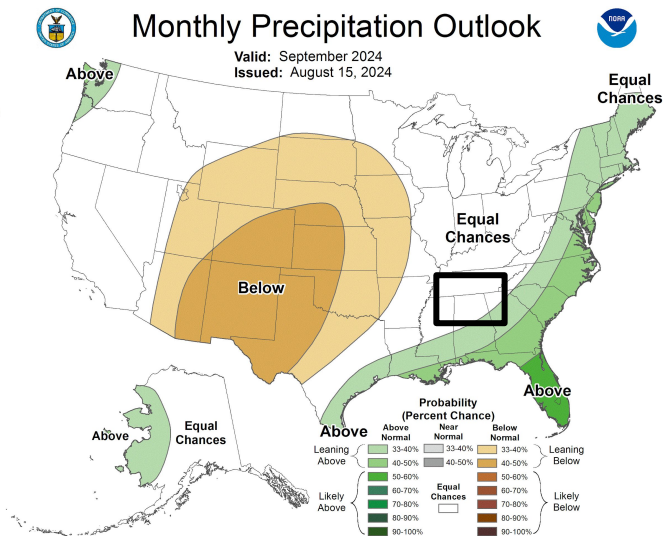 Monthly Precipitation Outlook
Valid: September 2024
Issued: August 15, 2024
NOAA
Above
Equal
Chances
Equal
Chances
Below
Above
Above
Equal
Chances
Above
Probability
(Percent Chance)
Above
Normal
Near
Normal
Below
Normal
Leaning
Above
33-40%
33-40%
33-40%
Leaning
Below
40-50%
40-50%
40-50%
Likely
Above
50-60%
60-70%
70-80%
80-90%
90-100%
Equal
Chances
50-60%
60-70%
70-80%
80-90%
90-100%
Likely
Below